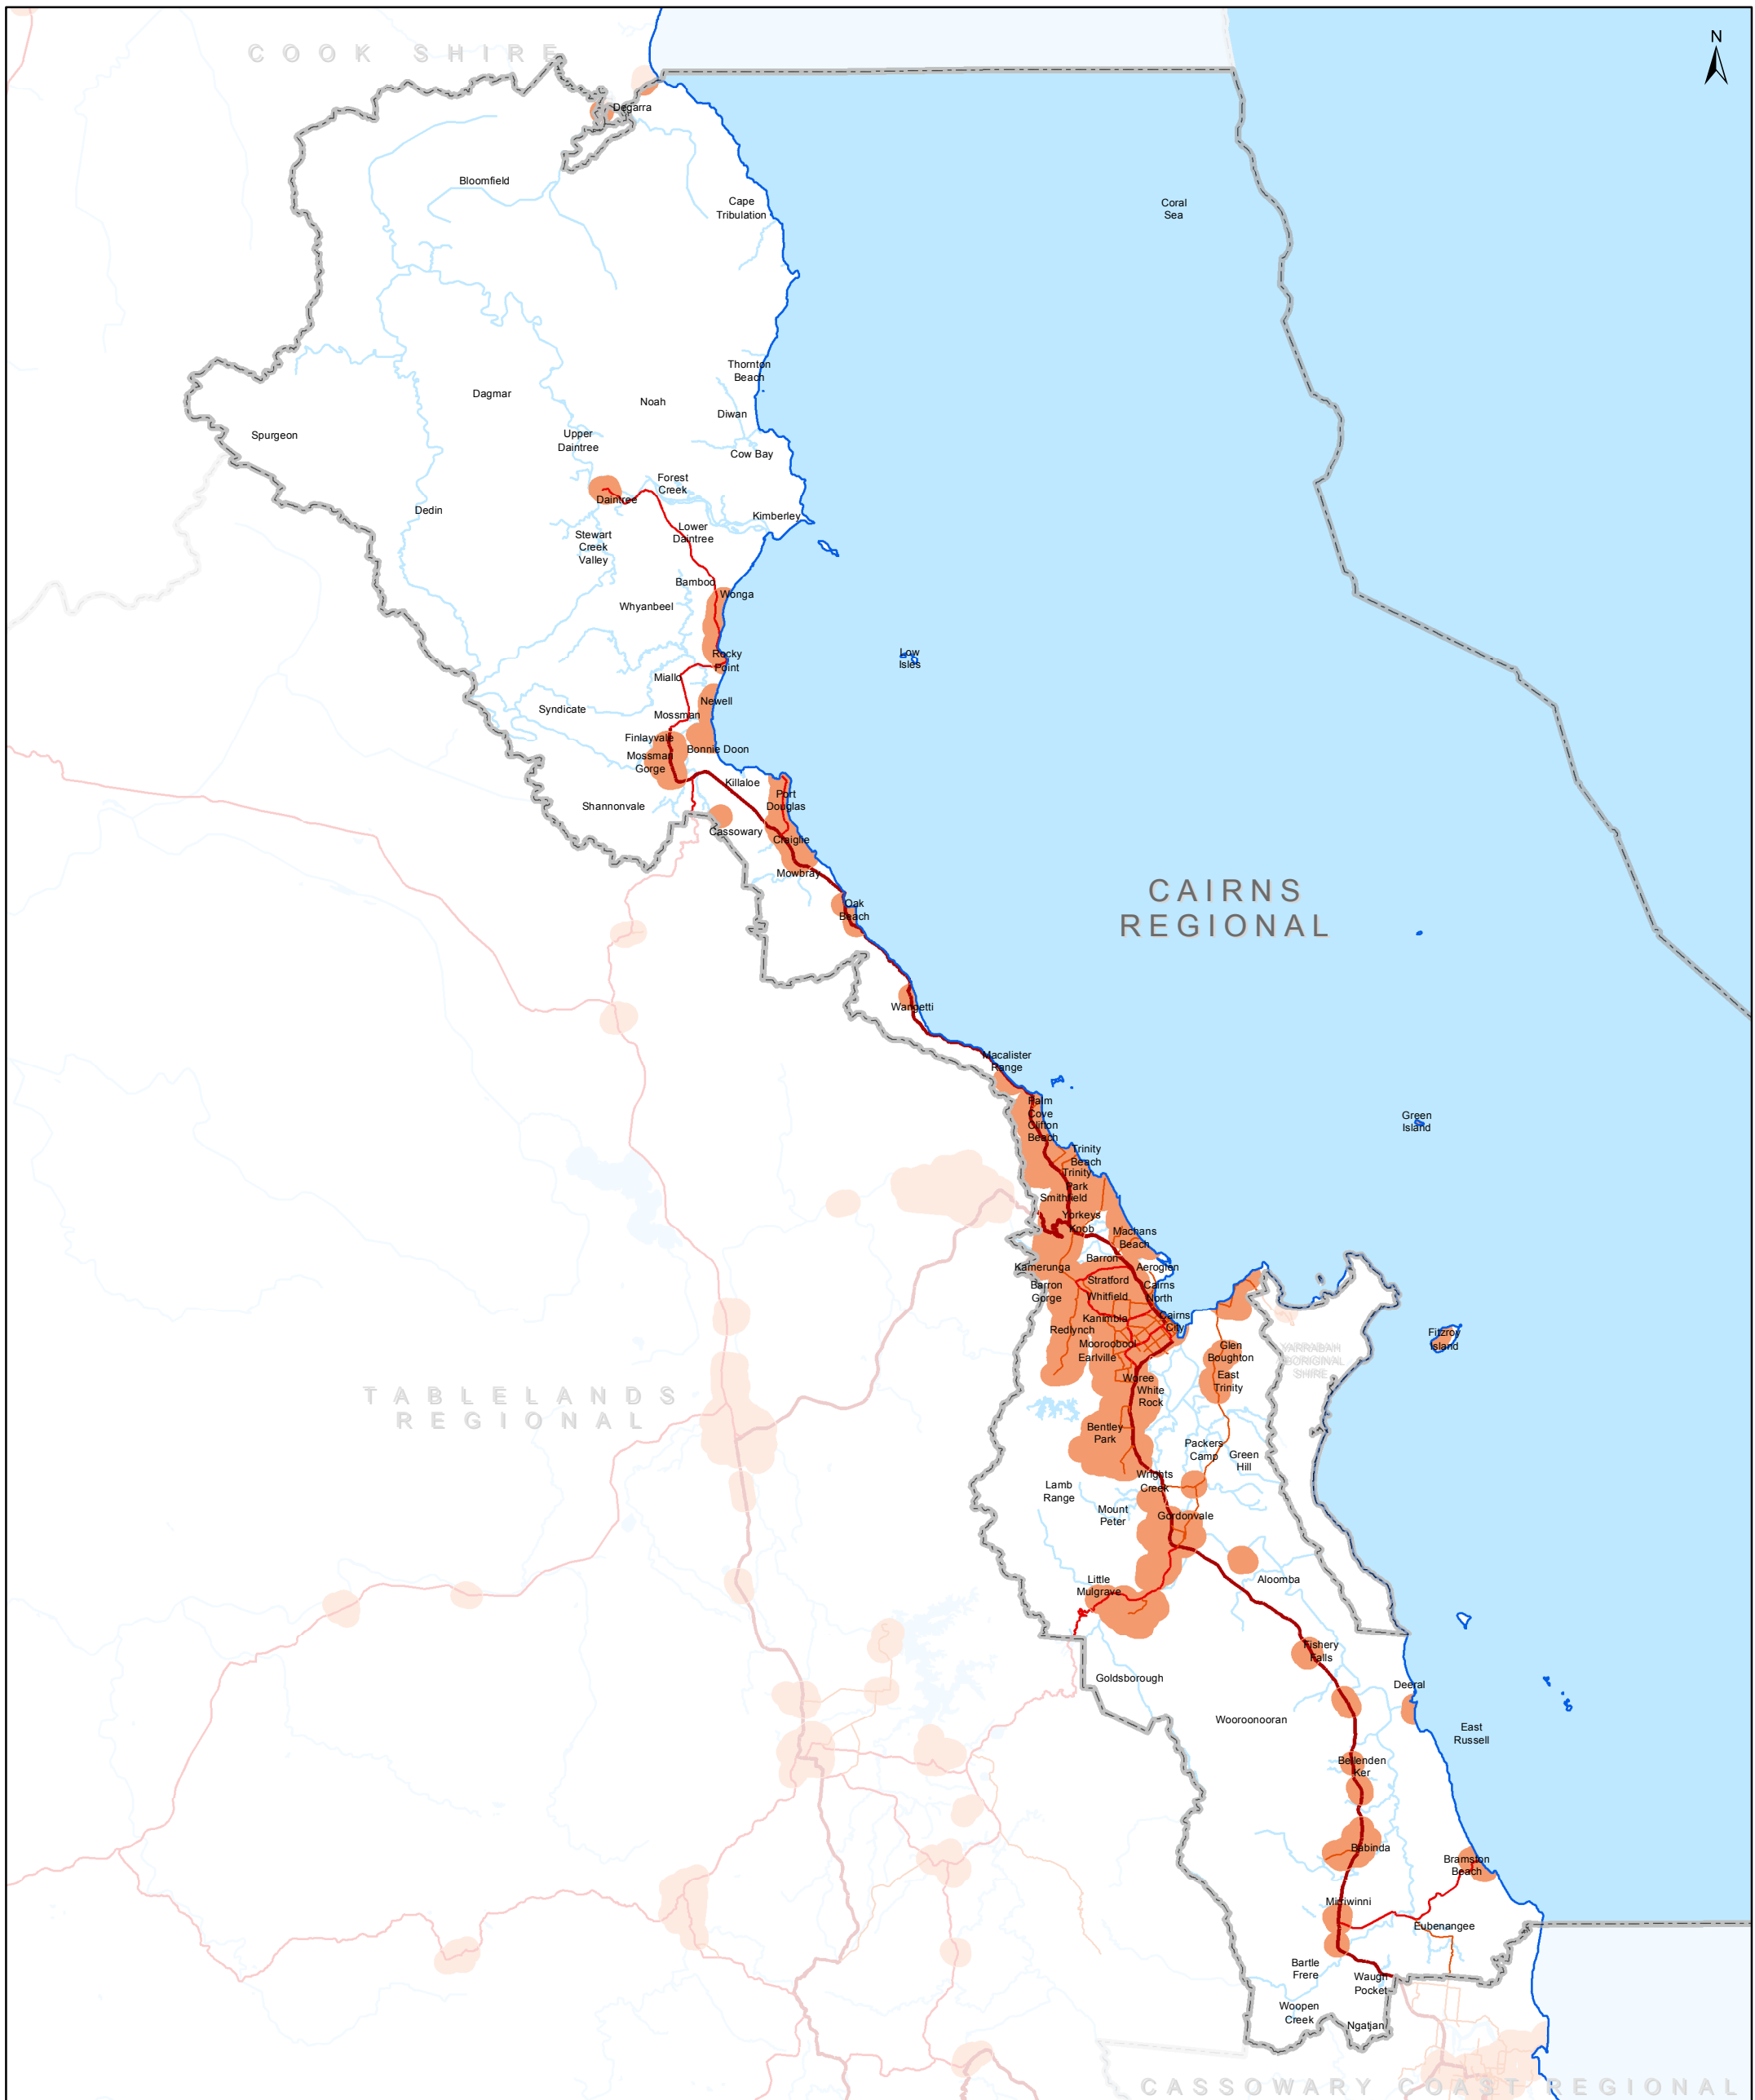 N
COOK SHIRE
Degarra
Bloomfield
Cape
Tribulation
Coral
Sea
Thornton
Beach
Dagmar
Noah
Diwan
Spurgeon
Upper
Daintree
Cow Bay
Forest
Creek
Daintree
Dedin
Kimberley
Lower
Daintree
Stewart
Creek
Valley
Bamboo
Wonga
Whyanbeel
Low
Isles
Rocky
Point
Miallo
Newell
Syndicate
Mossman
Finlayvale
Bonnie Doon
Mossman
Gorge
Killaloe
Port
Douglas
Shannonvale
Cassowary
Craiglie
Mowbray
CAIRNS
REGIONAL
Oak
Beach
Wangetti
Macalister
Range
Palm
Cove
Clifton
Beach
Green
Island
Trinity
Beach
Trinity
Park
Smithfield
Yorkeys
Knob
Machans
Beach
Barron
Kamerunga
Aeroglen
Stratford
Barron
Gorge
Cairns
North
Whitfield
Kanimbla
Cairns
City
Redlynch
Mooroobool
Earlville
Glen
Boughton
Fitzroy
Island
YARRABAH
ABORIGINAL
SHIRE
East
Trinity
Woree
White
Rock
TABLELANDS
REGIONAL
Bentley
Park
Packers
Camp
Green
Hill
Wrights
Creek
Lamb
Range
Mount
Peter
Gordonvale
Little
Mulgrave
Aloomba
Fishery
Falls
Goldsborough
Deeral
Wooroonooran
East
Russell
Bellenden
Ker
Babinda
Bramston
Beach
Mirriwinni
Eubenangee
Bartle
Frere
Waugh
Pocket
Woopen
Creek
Ngatjan
CASSOWARY COAST REGIONAL